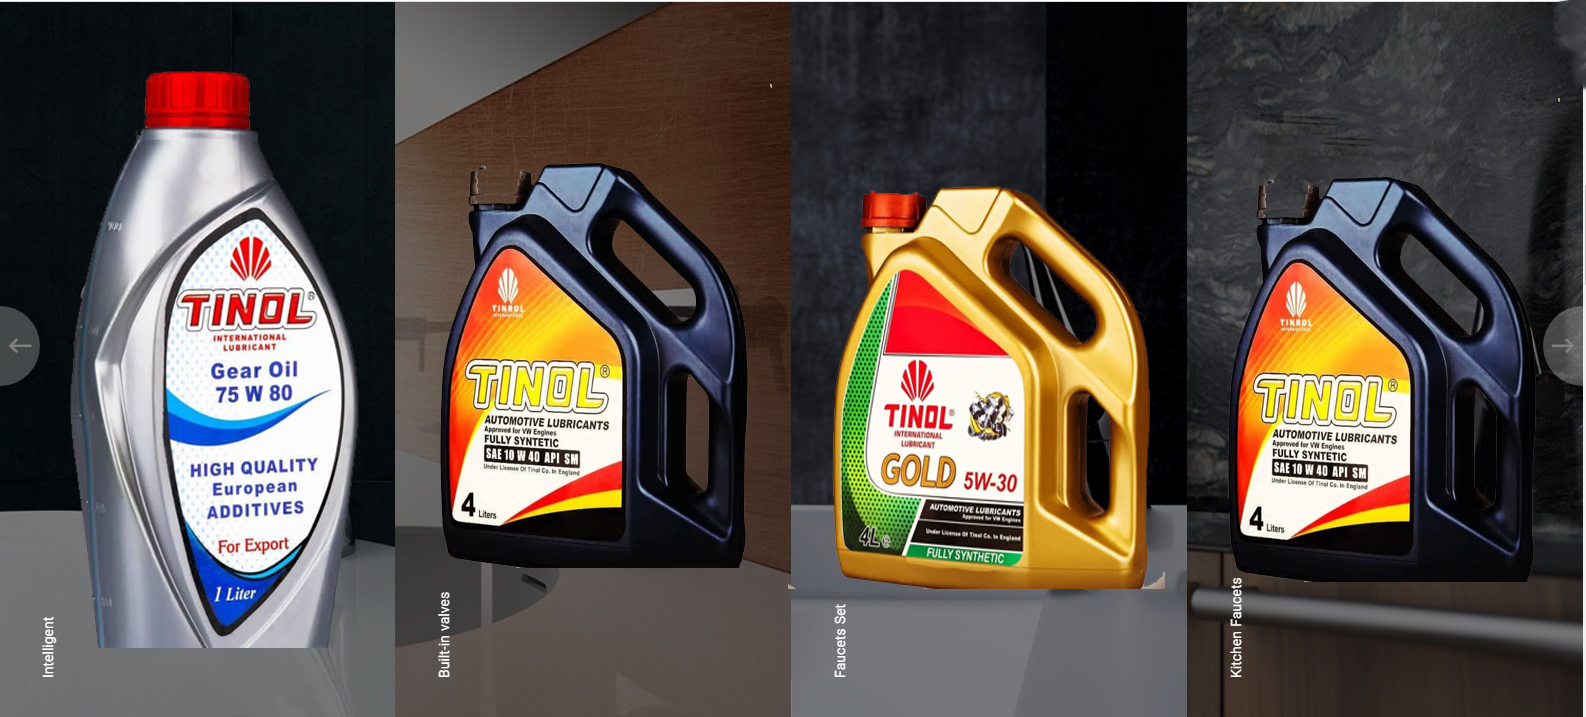 TINOL®
INTERNATIONAL
LUBRICANT
Gear Oil
75 W 80
HIGH QUALITY
European
ADDITIVES
For Export
1 Liter
Intelligent
TINROL
INTERNATIONAL
TINOL®
AUTOMOTIVE LUBRICANTS
Approved for VW Engines
FULLY SYNTETIC
SAE 10 W 40 API SM
Under License Of Tinol Co. In England
4 Liters
Built-in valves
TINOL®
INTERNATIONAL
LUBRICANT
GOLD 5W-30
AUTOMOTIVE LUBRICANTS
Approved for VW Engines
Under License Of Tinol Co. In England
4L e
FULLY SYNTHETIC
Faucets Set
TINROL
INTERNATIONAL
TINOL®
AUTOMOTIVE LUBRICANTS
Approved for VW Engines
FULLY SYNTETIC
SAE 10 W 40 API SM
Under License Of Tinol Co. In England
4 Liters
Kitchen Faucets